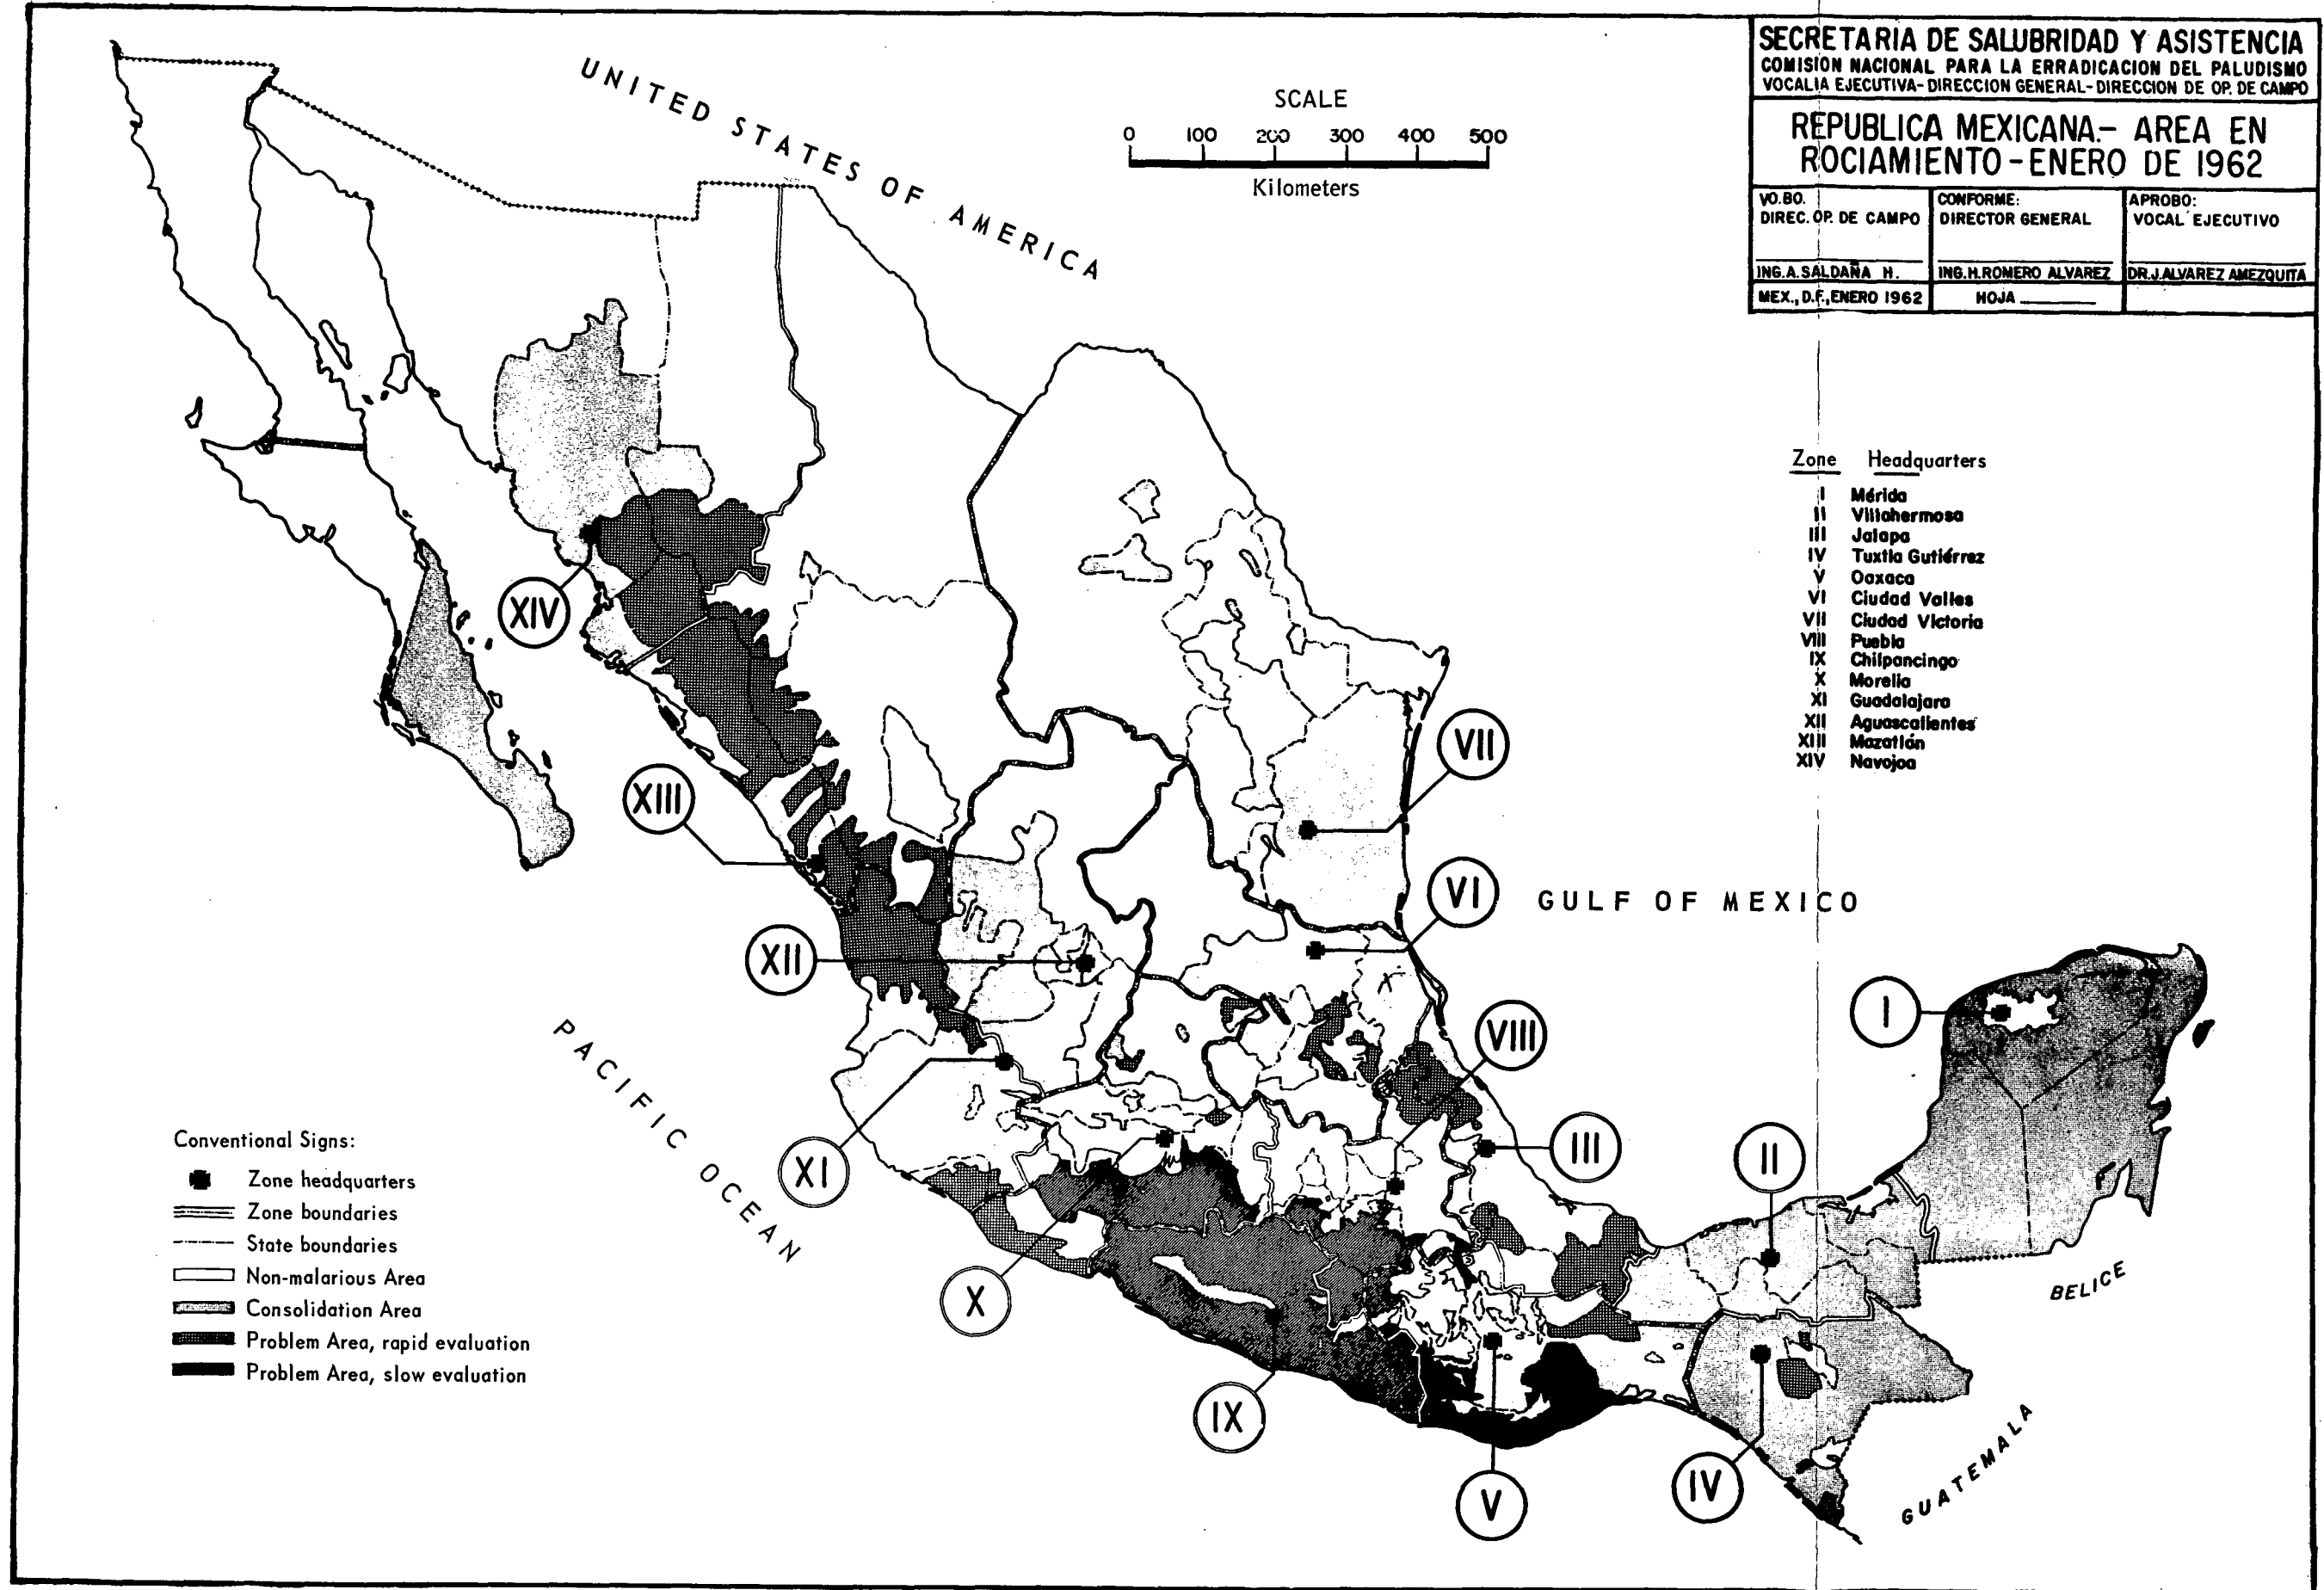 SECRETARIA DE SALUBRIDAD Y ASISTENCIA
COMISION NACIONAL PARA LA ERRADICACION DEL PALUDISMO
VOCALIA EJECUTIVA-DIRECCION GENERAL-DIRECCION DE OP. DE CAMPO
REPUBLICA MEXICANA.- AREA EN
ROCIAMIENTO-ENERO DE 1962
VO.BO.
DIREC. OP. DE CAMPO
ING.A.SALDAÑA H.
CONFORME:
DIRECTOR GENERAL
ING.H.ROMERO ALVAREZ
APROBO:
VOCAL EJECUTIVO
DR.J.ALVAREZ AMEZQUITA
MEX., D.F., ENERO 1962
HOJA
UNITED STATES OF AMERICA
SCALE
0 100 200 300 400 500
Kilometers
Zone Headquarters
I Mérida
II Villahermosa
III Jalapa
IV Tuxtla Gutiérrez
V Oaxaca
VI Ciudad Valles
VII Ciudad Victoria
VIII Puebla
IX Chilpancingo
X Morelia
XI Guadalajara
XII Aguascalientes
XIII Mazatlán
XIV Navojoa
XIV
VII
XIII
VI
GULF OF MEXICO
XII
I
VIII
PACIFIC OCEAN
III
II
XI
BELICE
X
IX
IV
V
GUATEMALA
Conventional Signs:
Zone headquarters
Zone boundaries
State boundaries
Non-malarious Area
Consolidation Area
Problem Area, rapid evaluation
Problem Area, slow evaluation